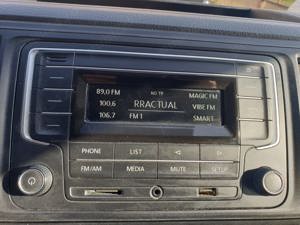 NO TP
89,0 FM
MAGIC FM
100,6
RRACTUAL
VIBE FM
106.7
FM 1
SMART
PHONE
LIST
FM/AM
MEDIA
MUTE
SETUP